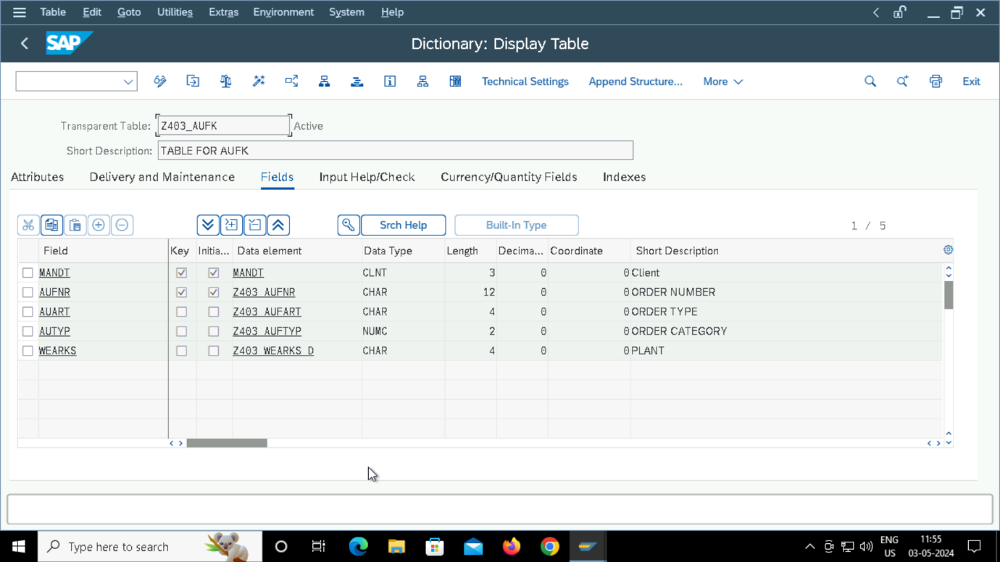 Table Edit Goto Utilities Extras Environment System Help
SAP Dictionary: Display Table
Technical Settings Append Structure... More Exit
Transparent Table: Z403_AUFK Active
Short Description: TABLE FOR AUFK
Attributes Delivery and Maintenance Fields Input Help/Check Currency/Quantity Fields Indexes
Srch Help Built-In Type 1 / 5
Field Key Initia... Data element Data Type Length Decima... Coordinate Short Description
MANDT MANDT CLNT 3 0 0 Client
AUFNR Z403_AUFNR CHAR 12 0 0 ORDER NUMBER
AUART Z403_AUFART CHAR 4 0 0 ORDER TYPE
AUTYP Z403_AUFTYP NUMC 2 0 0 ORDER CATEGORY
WEARKS Z403_WEARKS_D CHAR 4 0 0 PLANT
Type here to search
ENG 11:55
US 03-05-2024